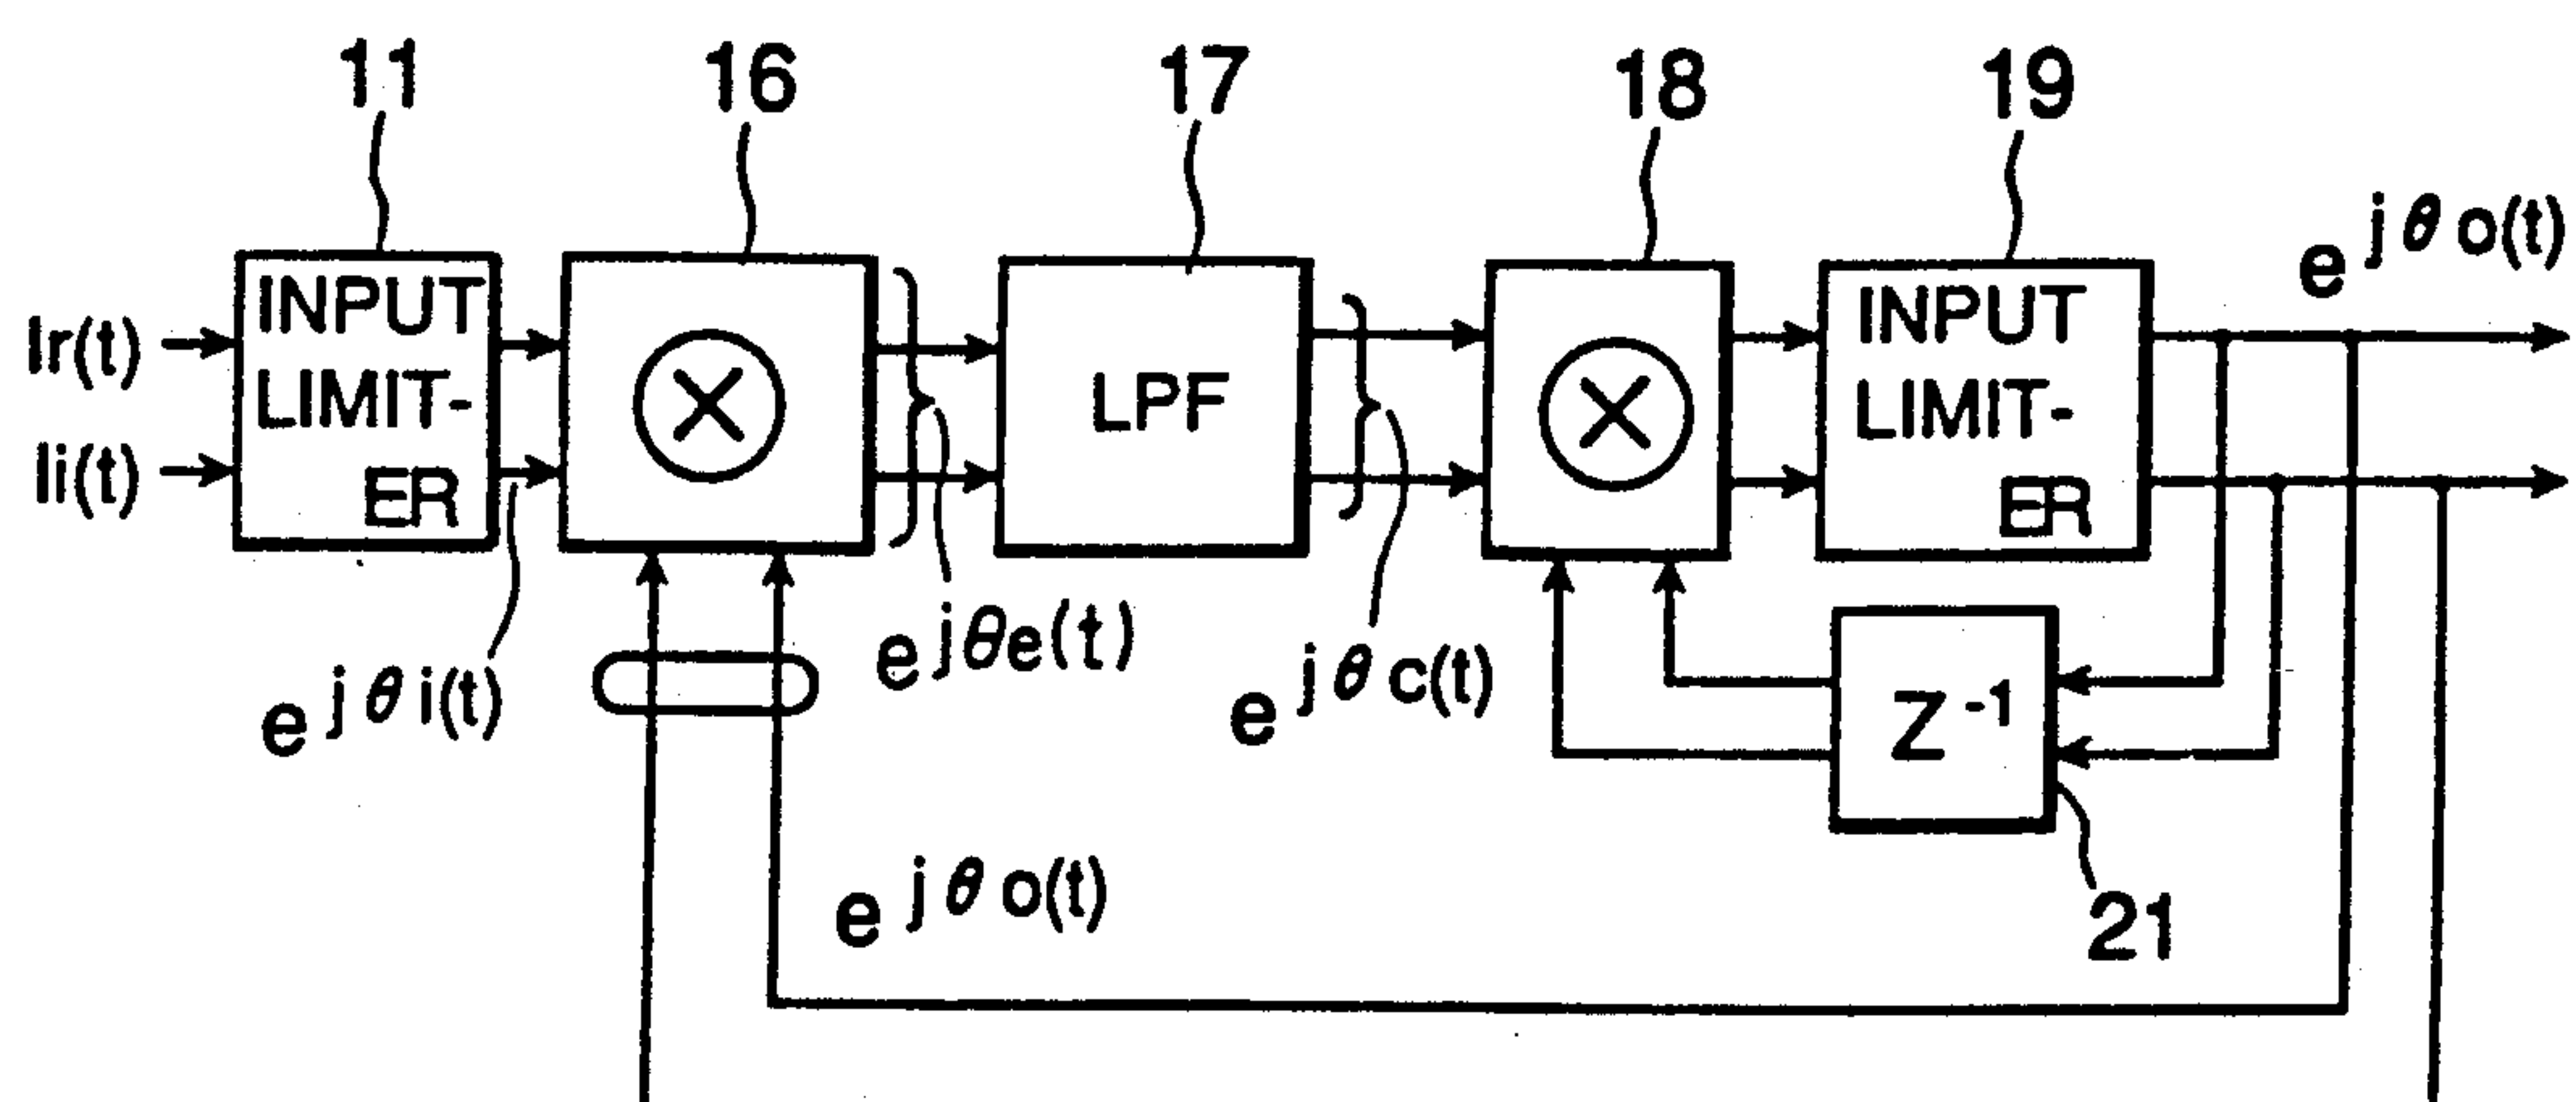 11
16
17
18
19
Ir(t)
Ii(t)
INPUT
LIMIT-
ER
LPF
INPUT
LIMIT-
ER
e^{jθo(t)}
e^{jθi(t)}
e^{jθe(t)}
e^{jθc(t)}
Z^{-1}
e^{jθo(t)}
21